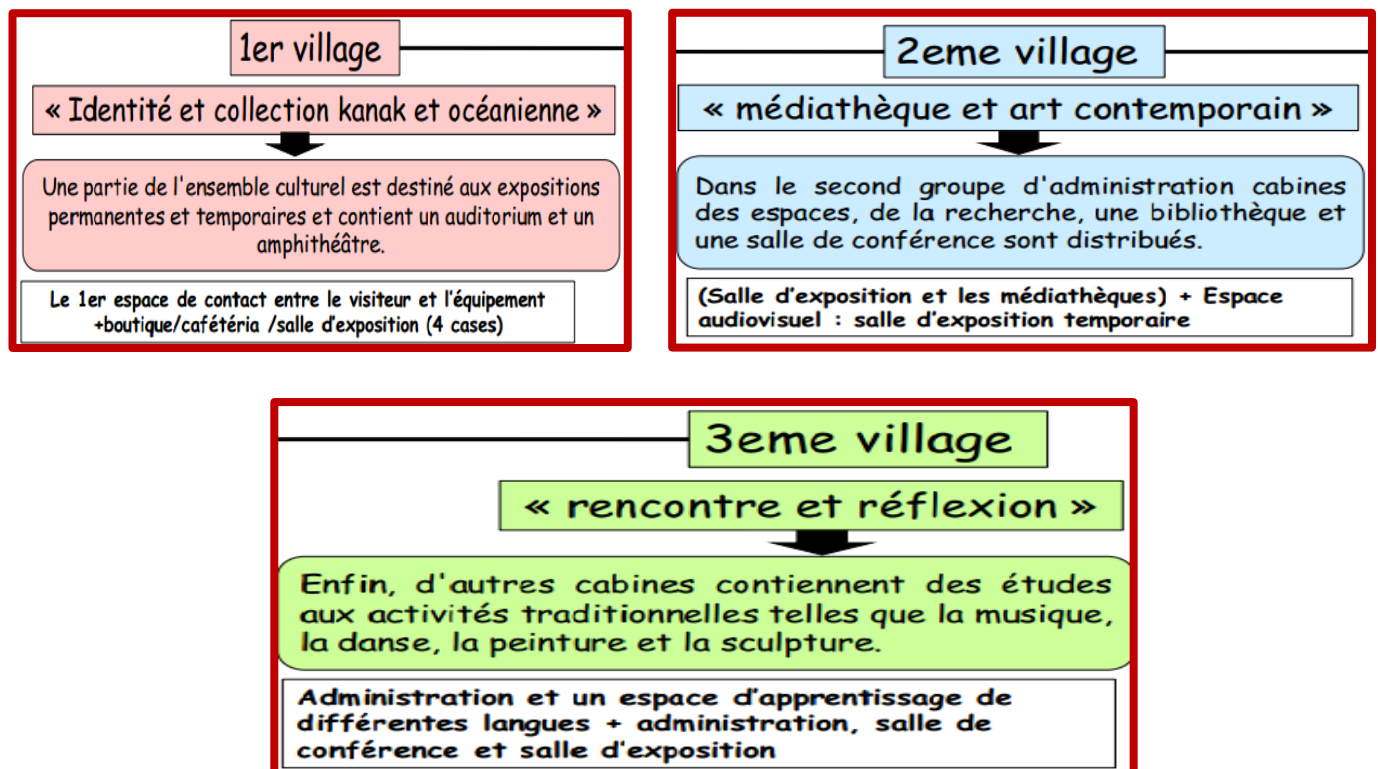 1er village
« Identité et collection kanak et océanienne »
Une partie de l'ensemble culturel est destiné aux expositions
permanentes et temporaires et contient un auditorium et un
amphithéâtre.
Le 1er espace de contact entre le visiteur et l'équipement
+boutique/cafétéria /salle d'exposition (4 cases)
2eme village
« médiathèque et art contemporain »
Dans le second groupe d'administration cabines
des espaces, de la recherche, une bibliothèque et
une salle de conférence sont distribués.
(Salle d'exposition et les médiathèques) + Espace
audiovisuel : salle d'exposition temporaire
3eme village
« rencontre et réflexion »
Enfin, d'autres cabines contiennent des études
aux activités traditionnelles telles que la musique,
la danse, la peinture et la sculpture.
Administration et un espace d'apprentissage de
différentes langues + administration, salle de
conférence et salle d'exposition